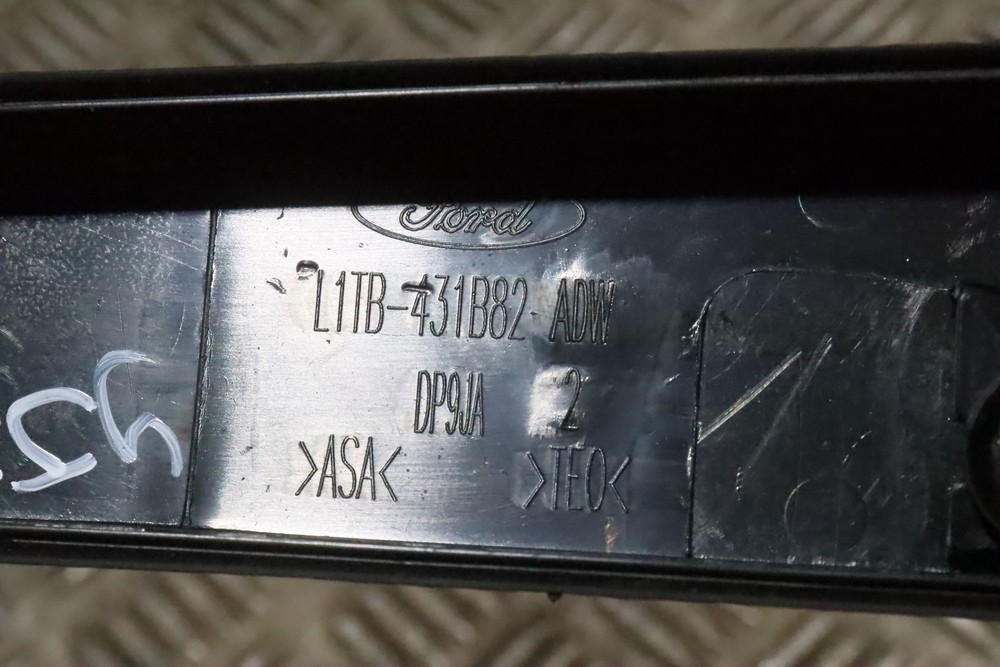 Ford
L1TB-431B82 ADW
DP9JA 2
>ASA< >TEO<